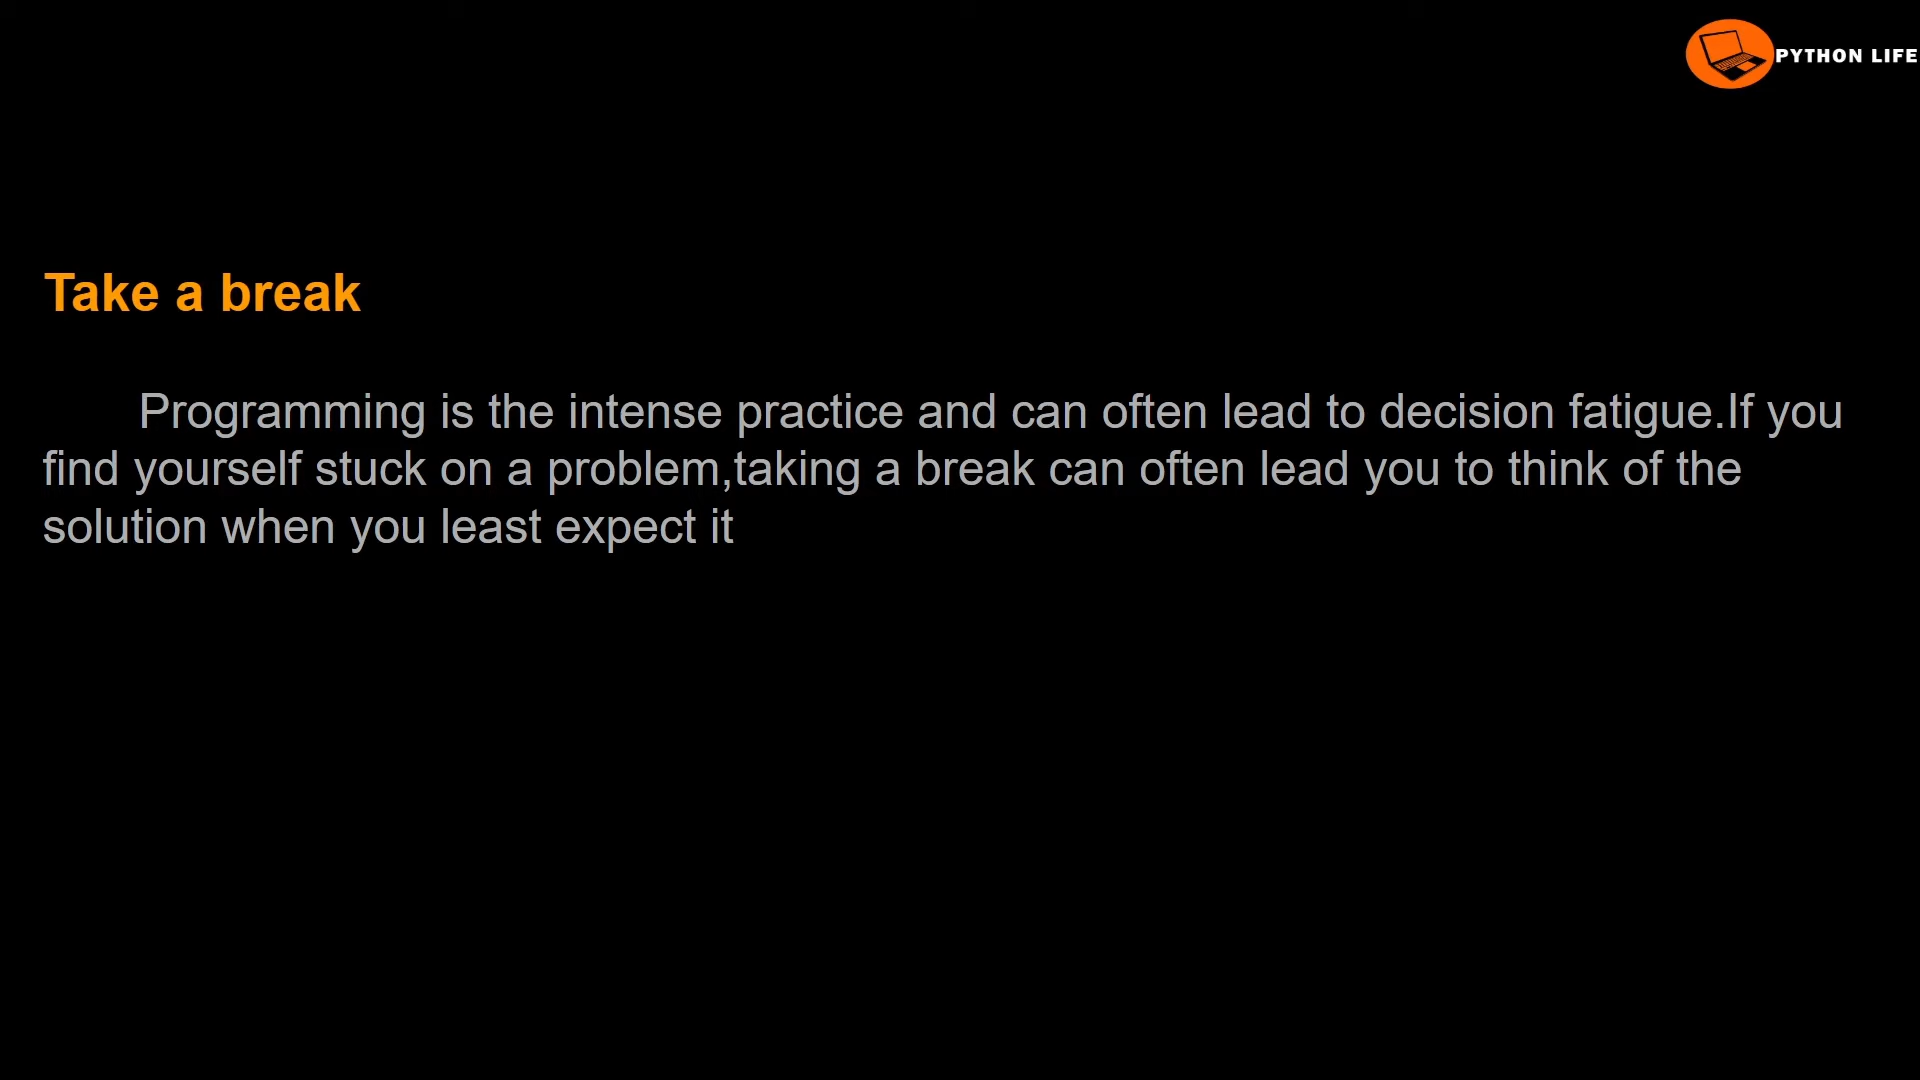 PYTHON LIFE
Take a break
Programming is the intense practice and can often lead to decision fatigue.If you
find yourself stuck on a problem,taking a break can often lead you to think of the
solution when you least expect it